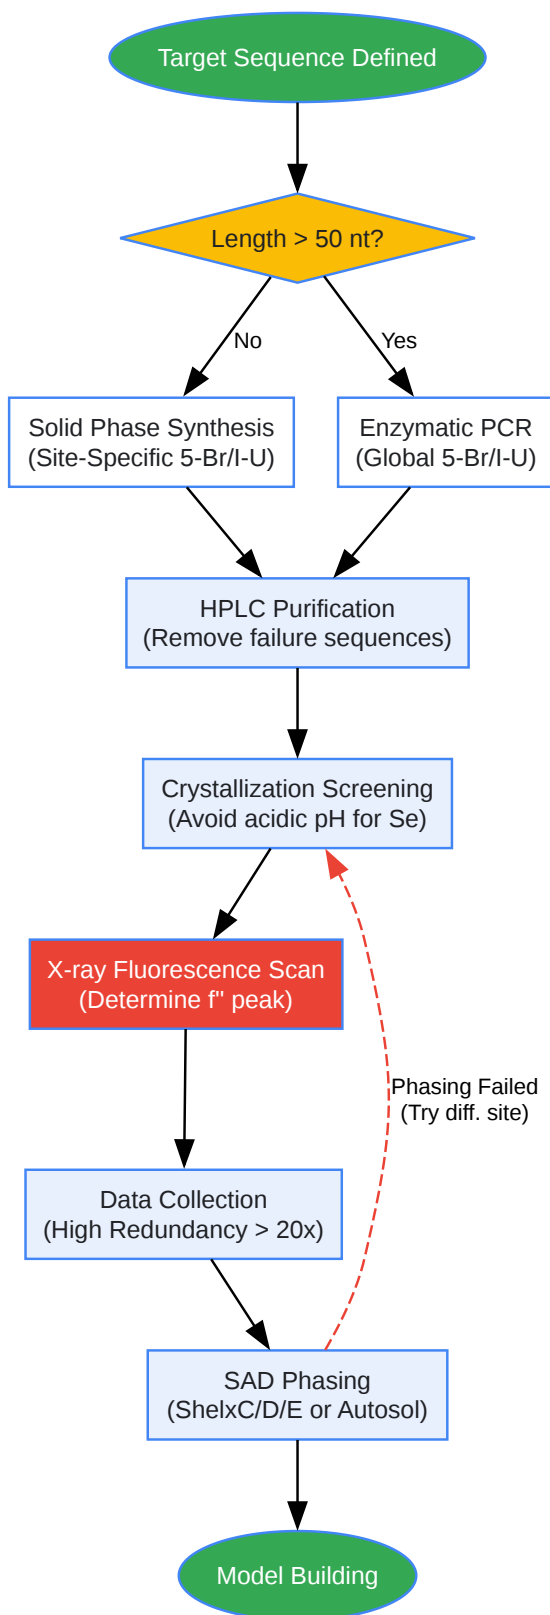 Target Sequence Defined
Length > 50 nt?
No
Yes
Solid Phase Synthesis
(Site-Specific 5-Br/I-U)
Enzymatic PCR
(Global 5-Br/I-U)
HPLC Purification
(Remove failure sequences)
Crystallization Screening
(Avoid acidic pH for Se)
X-ray Fluorescence Scan
(Determine f'' peak)
Phasing Failed
(Try diff. site)
Data Collection
(High Redundancy > 20x)
SAD Phasing
(ShelxC/D/E or Autosol)
Model Building